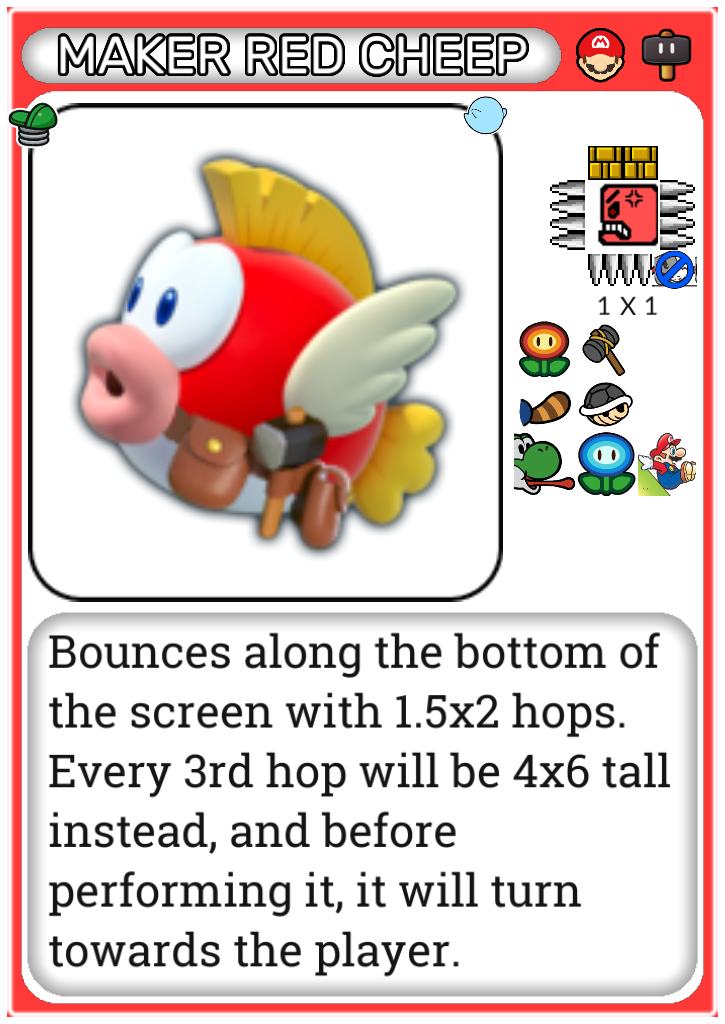 MAKER RED CHEEP
1 X 1
Bounces along the bottom of
the screen with 1.5x2 hops.
Every 3rd hop will be 4x6 tall
instead, and before
performing it, it will turn
towards the player.